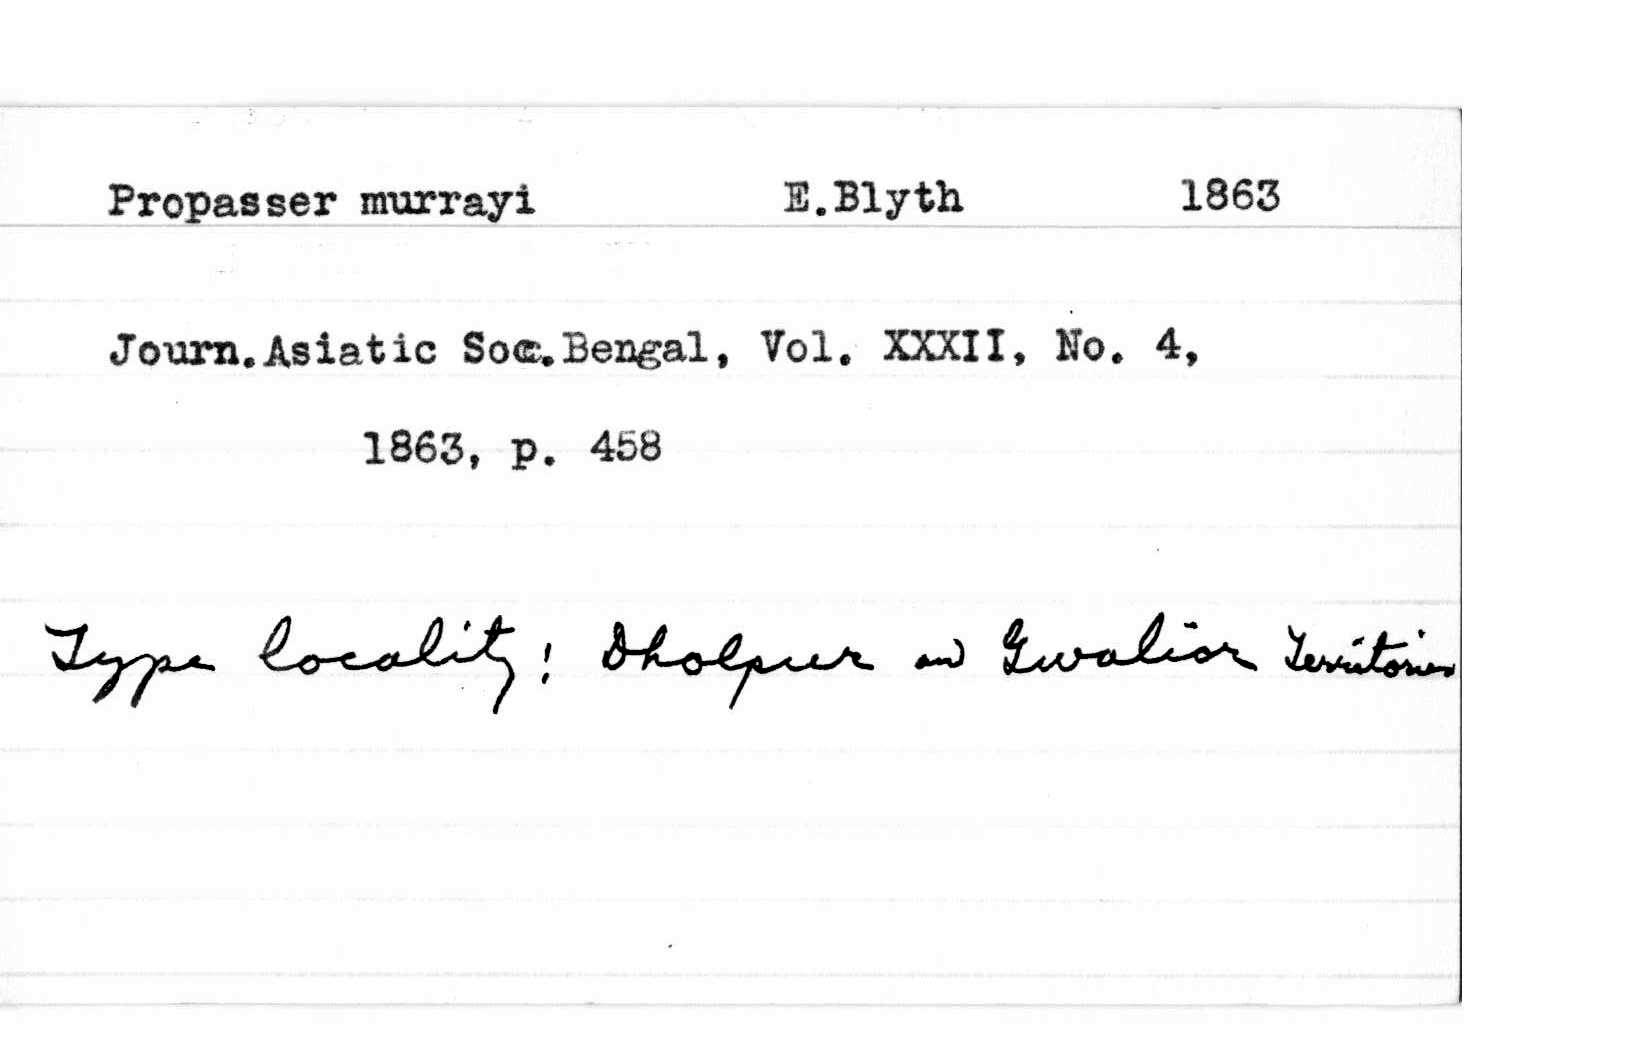 Propasser murrayi E.Blyth 1863
Journ.Asiatic Soc.Bengal, Vol. XXXII, No. 4,
1863, p. 458
Type locality: Dholpur and Gwalior Territories